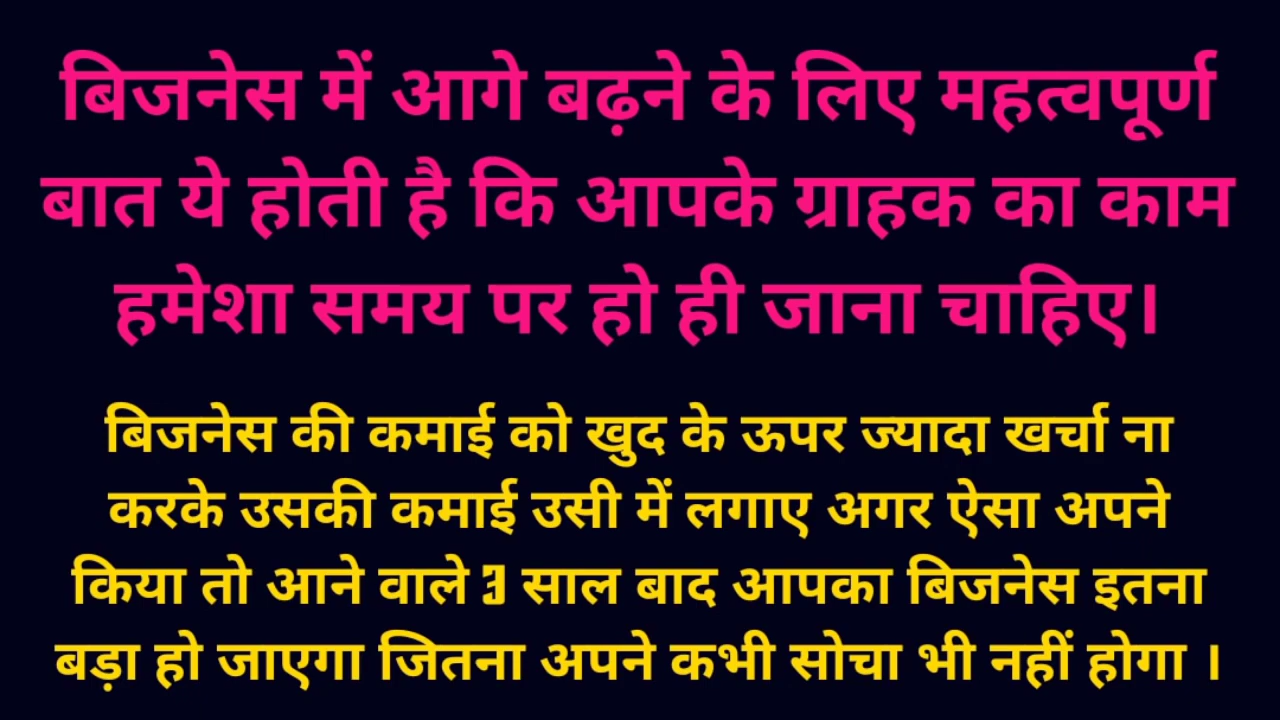 बिजनेस में आगे बढ़ने के लिए महत्वपूर्ण
बात ये होती है कि आपके ग्राहक का काम
हमेशा समय पर हो ही जाना चाहिए।
बिजनेस की कमाई को खुद के ऊपर ज्यादा खर्चा ना
करके उसकी कमाई उसी में लगाए अगर ऐसा अपने
किया तो आने वाले 3 साल बाद आपका बिजनेस इतना
बड़ा हो जाएगा जितना अपने कभी सोचा भी नहीं होगा ।